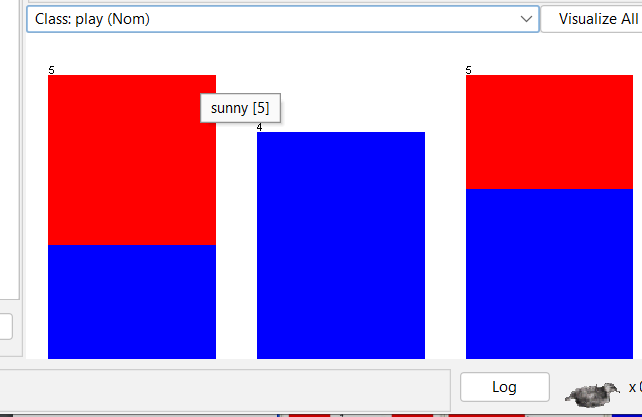 Class: play (Nom)
Visualize All
5
5
sunny [5]
4
Log
x